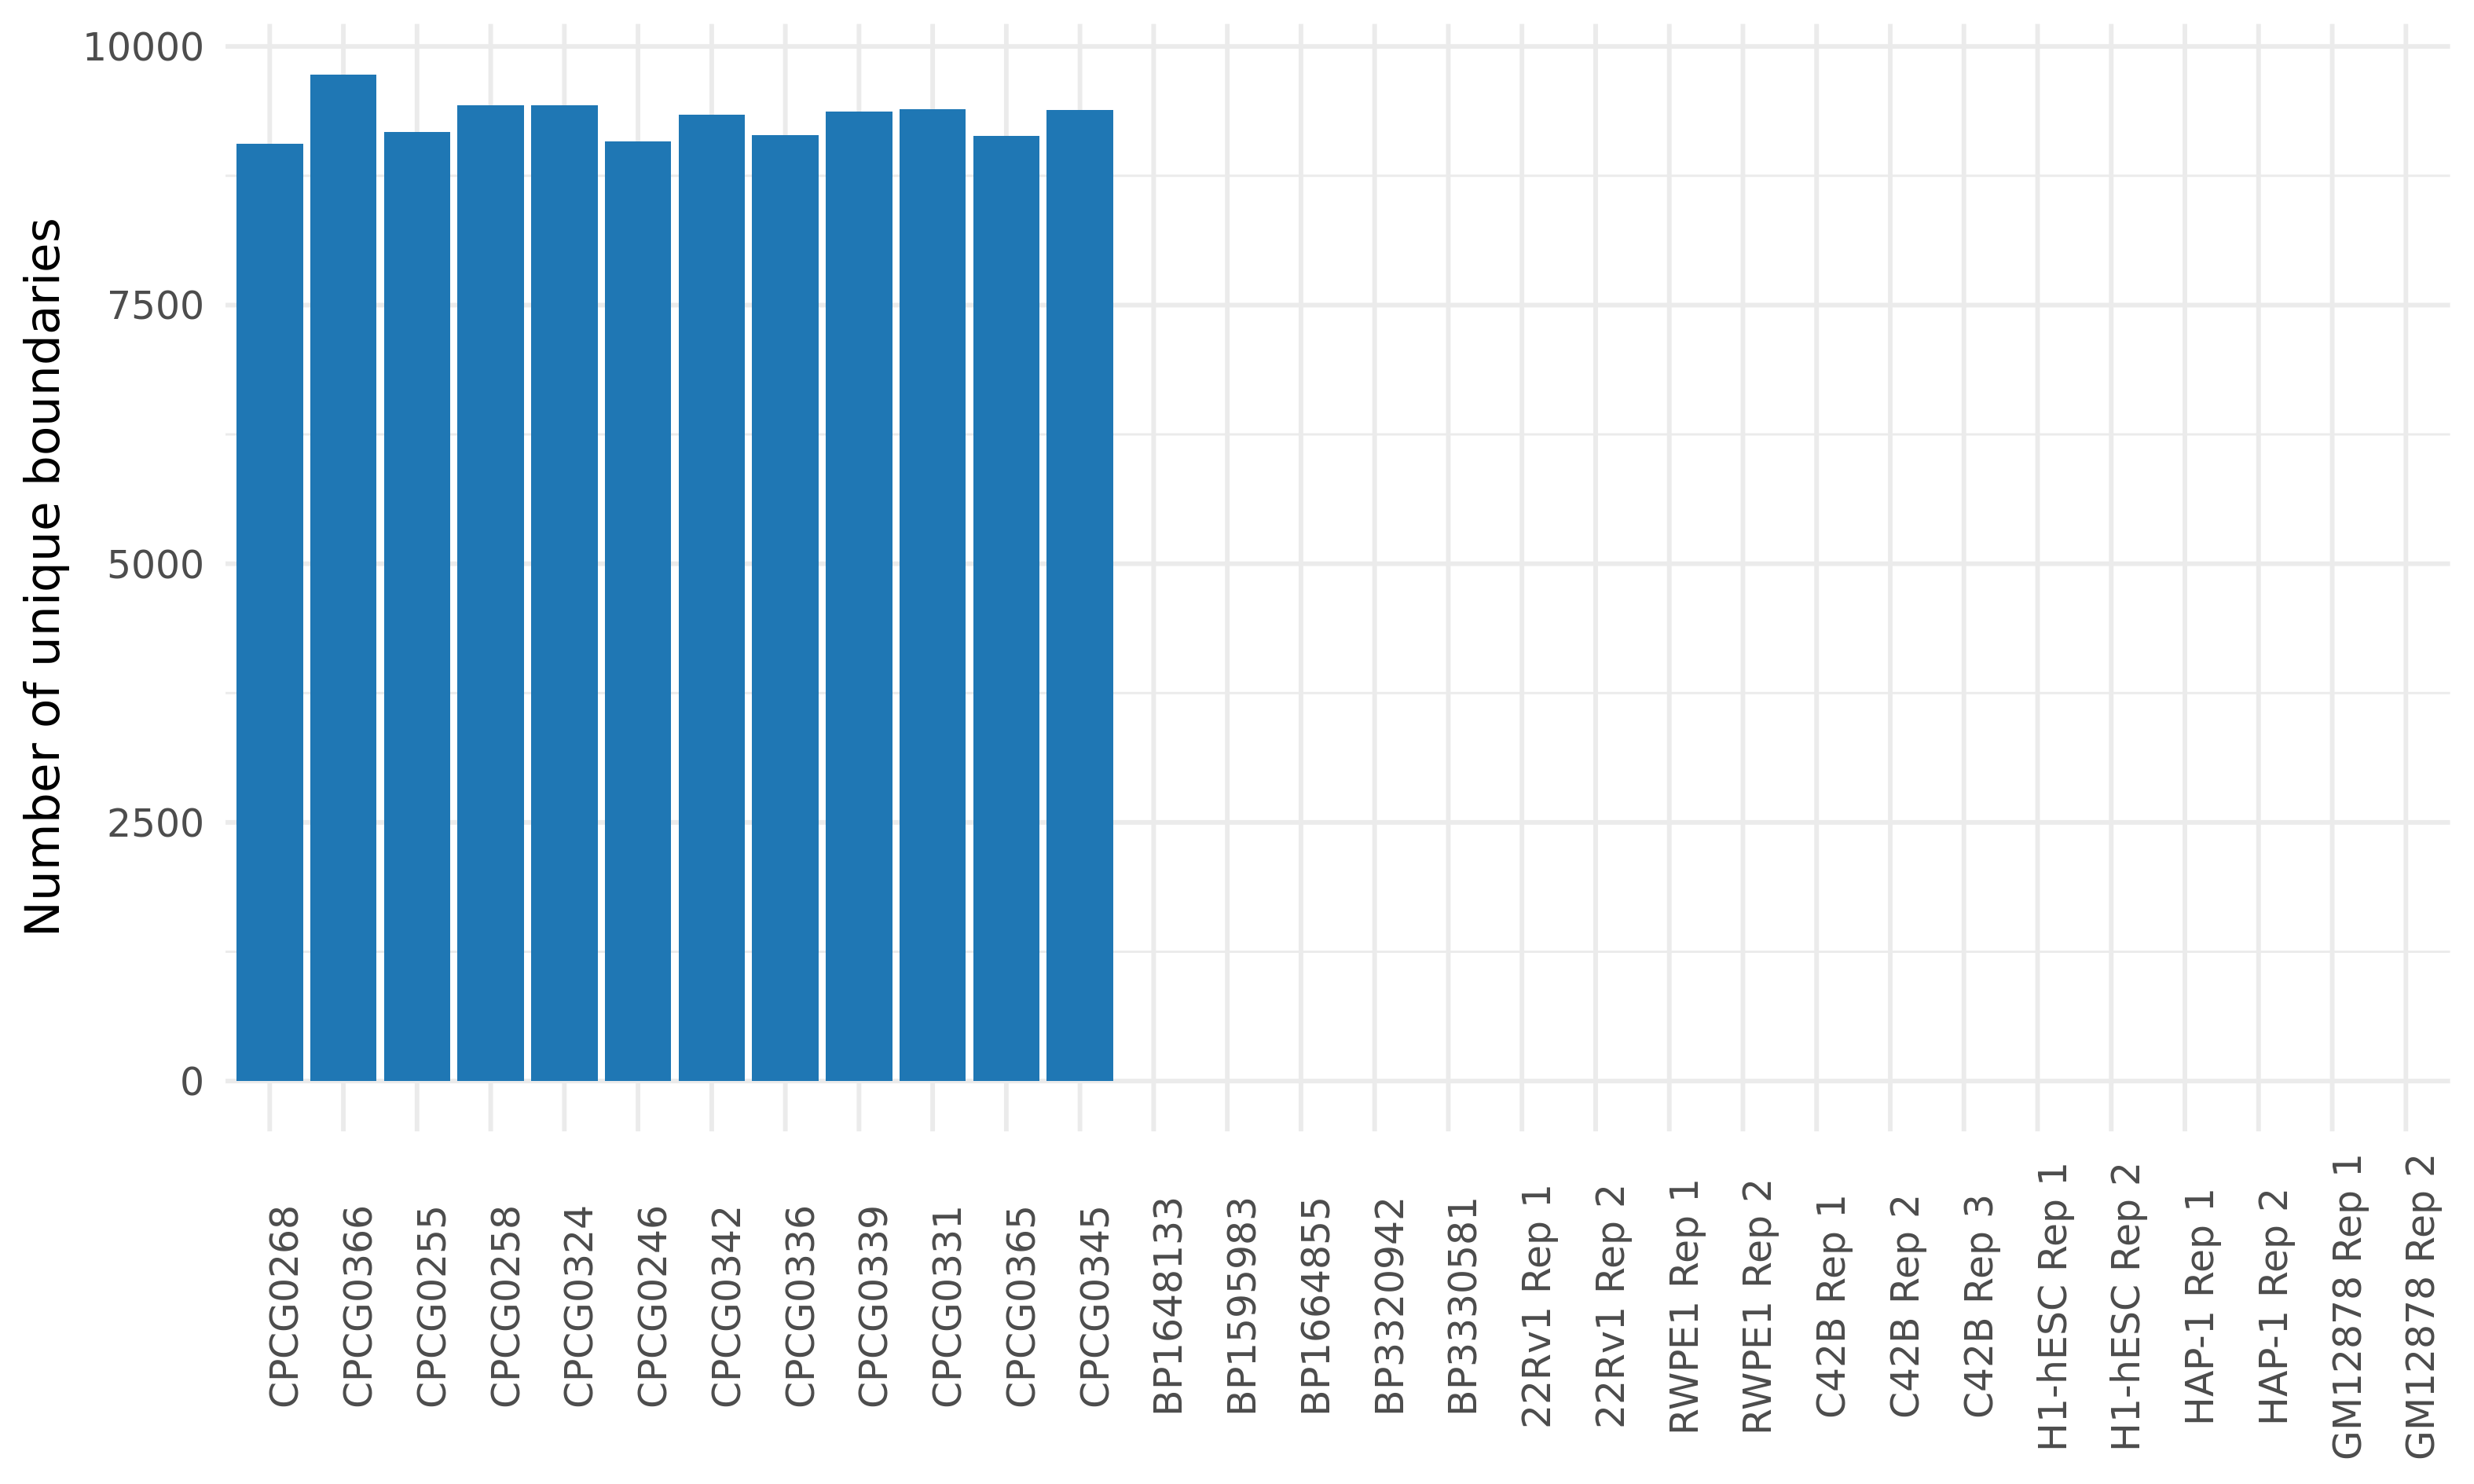 Number of unique boundaries
10000
7500
5000
2500
0
CPCG0268
CPCG0366
CPCG0255
CPCG0258
CPCG0324
CPCG0246
CPCG0342
CPCG0336
CPCG0339
CPCG0331
CPCG0365
CPCG0345
BP1648133
BP1595983
BP1664855
BP3320942
BP3330581
22Rv1 Rep 1
22Rv1 Rep 2
RWPE1 Rep 1
RWPE1 Rep 2
C42B Rep 1
C42B Rep 2
C42B Rep 3
H1-hESC Rep 1
H1-hESC Rep 2
HAP-1 Rep 1
HAP-1 Rep 2
GM12878 Rep 1
GM12878 Rep 2